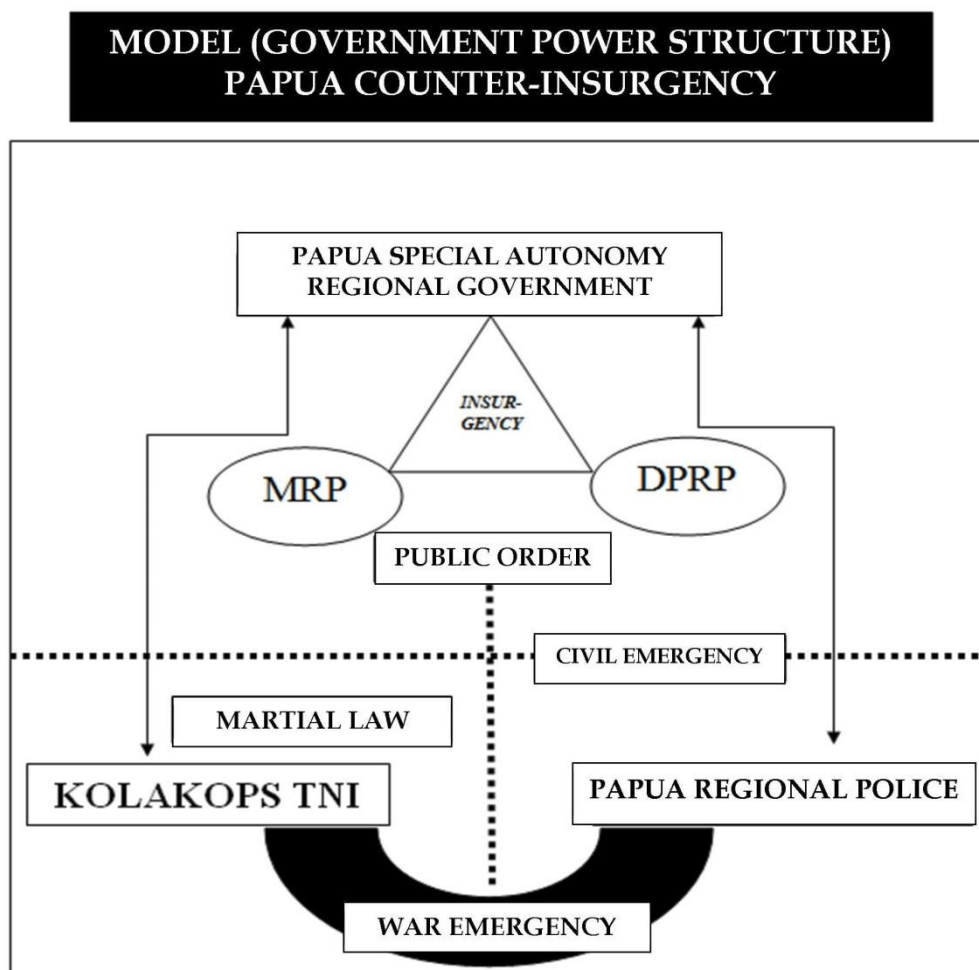 MODEL (GOVERNMENT POWER STRUCTURE)
PAPUA COUNTER-INSURGENCY
PAPUA SPECIAL AUTONOMY
REGIONAL GOVERNMENT
INSUR-
GENCY
MRP
DPRP
PUBLIC ORDER
CIVIL EMERGENCY
MARTIAL LAW
KOLAKOPS TNI
PAPUA REGIONAL POLICE
WAR EMERGENCY